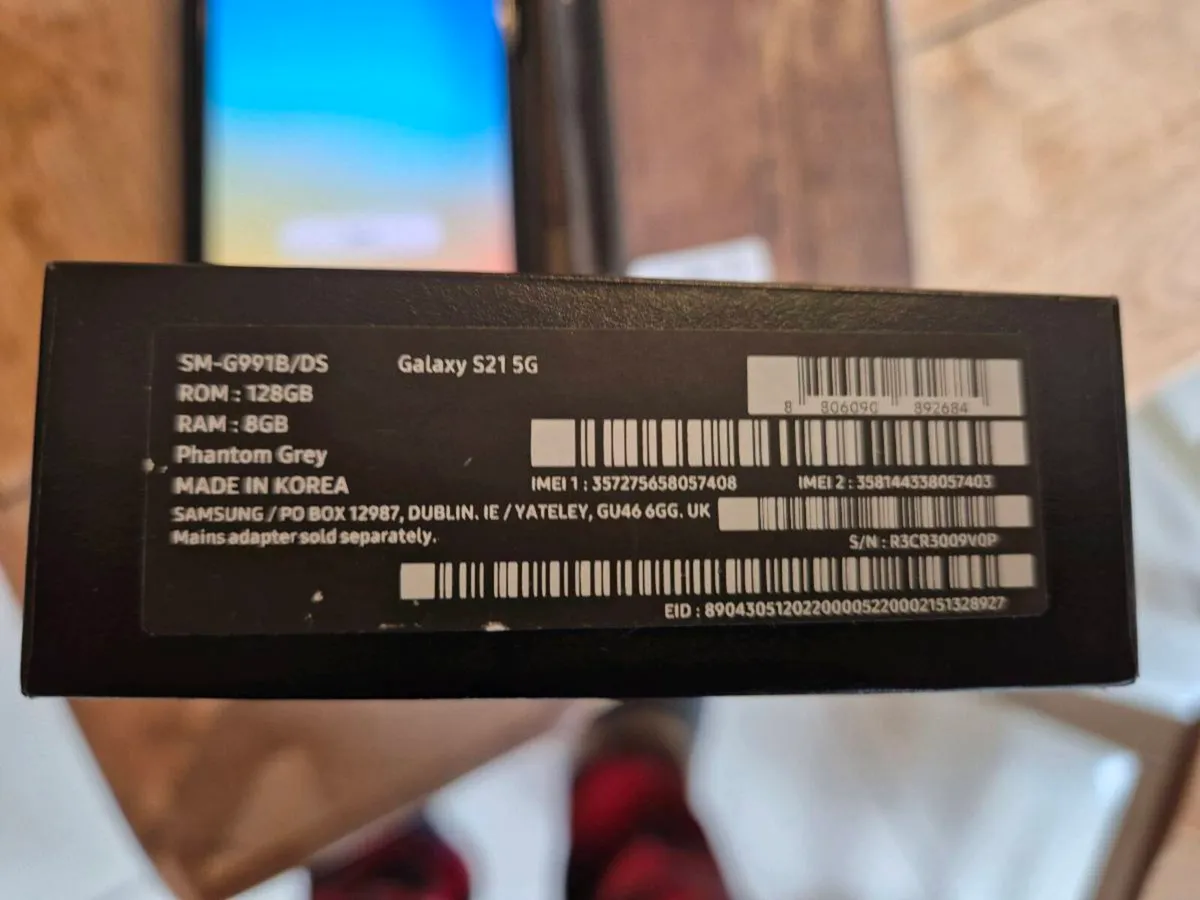 SM-G991B/DS Galaxy S21 5G
ROM : 128GB
8 806090 892684
RAM : 8GB
Phantom Grey
IMEI 1 : 357275658057408 IMEI 2 : 358144338057403
MADE IN KOREA
SAMSUNG / PO BOX 12987, DUBLIN. IE / YATELEY, GU46 6GG. UK
Mains adapter sold separately.
S/N : R3CR3009V0P
EID : 89043051202200005220002151328927